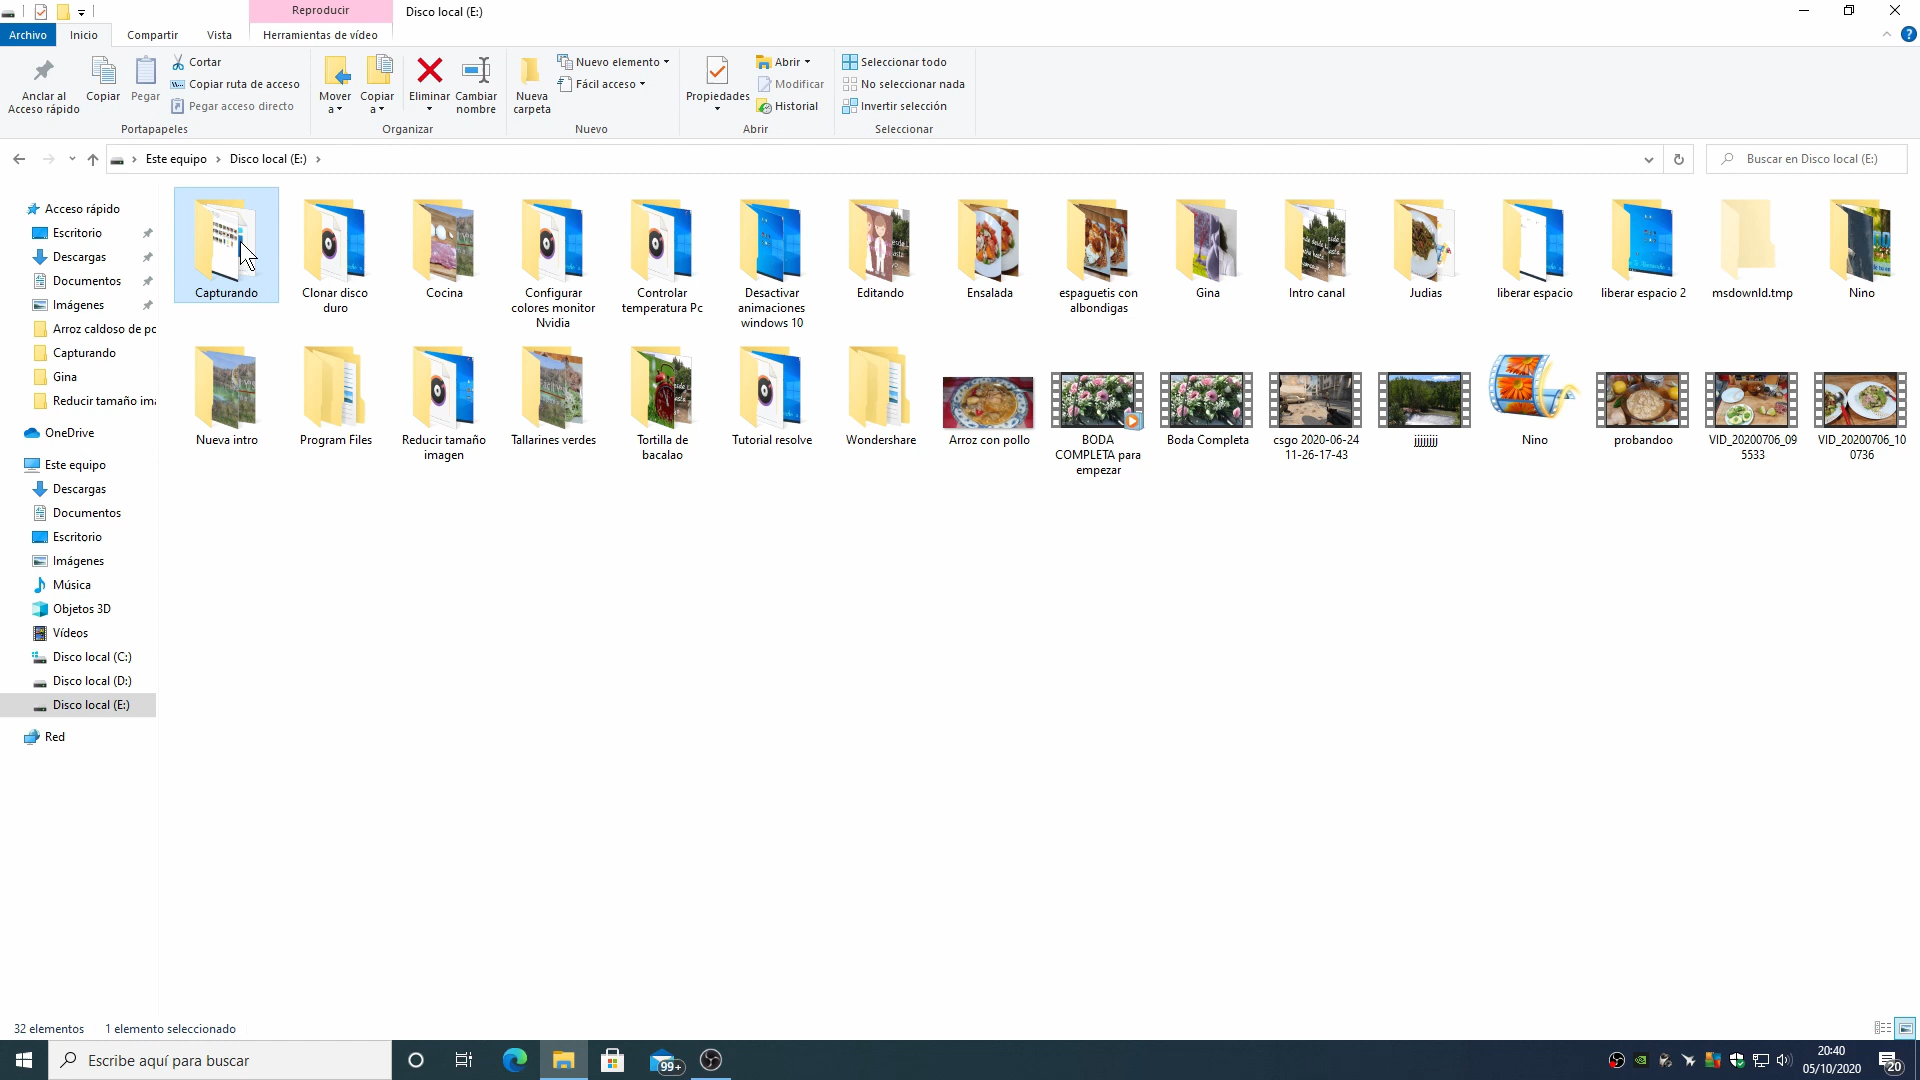 Reproducir
Disco local (E:)
Archivo
Inicio
Compartir
Vista
Herramientas de vídeo
Anclar al
Acceso rápido
Copiar
Pegar
Cortar
Copiar ruta de acceso
Pegar acceso directo
Portapapeles
Mover
a
Copiar
a
Eliminar
Cambiar
nombre
Organizar
Nueva
carpeta
Nuevo elemento
Fácil acceso
Nuevo
Propiedades
Abrir
Modificar
Historial
Abrir
Seleccionar todo
No seleccionar nada
Invertir selección
Seleccionar
Este equipo
Disco local (E:)
Buscar en Disco local (E:)
Acceso rápido
Escritorio
Descargas
Documentos
Imágenes
Arroz caldoso de po
Capturando
Gina
Reducir tamaño ima
OneDrive
Este equipo
Descargas
Documentos
Escritorio
Imágenes
Música
Objetos 3D
Vídeos
Disco local (C:)
Disco local (D:)
Disco local (E:)
Red
Capturando
Clonar disco
duro
Cocina
Configurar
colores monitor
Nvidia
Controlar
temperatura Pc
Desactivar
animaciones
windows 10
Editando
Ensalada
espaguetis con
albondigas
Gina
Intro canal
Judias
liberar espacio
liberar espacio 2
msdownld.tmp
Nino
Nueva intro
Program Files
Reducir tamaño
imagen
Tallarines verdes
Tortilla de
bacalao
Tutorial resolve
Wondershare
Arroz con pollo
BODA
COMPLETA para
empezar
Boda Completa
csgo 2020-06-24
11-26-17-43
jjjjjjjj
Nino
probandoo
VID_20200706_09
5533
VID_20200706_10
0736
32 elementos
1 elemento seleccionado
Escribe aquí para buscar
99+
20:40
05/10/2020
20